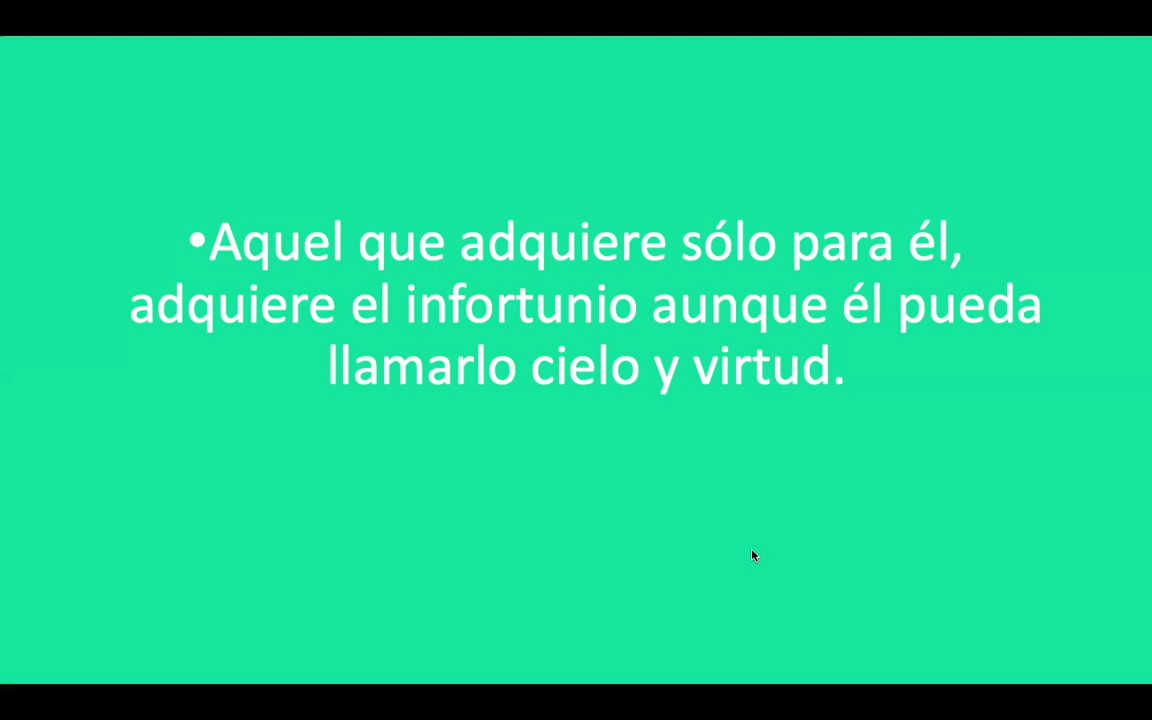 •Aquel que adquiere sólo para él,
adquiere el infortunio aunque él pueda
llamarlo cielo y virtud.